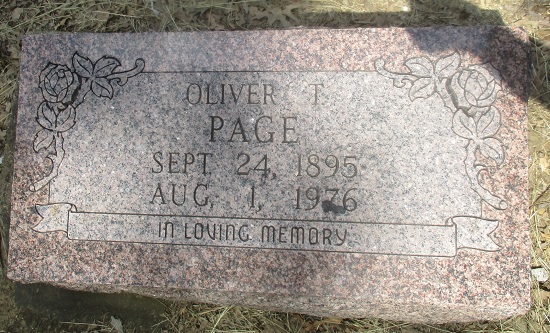 OLIVER T.
PAGE
SEPT. 24, 1895
AUG. 1, 1976
IN LOVING MEMORY